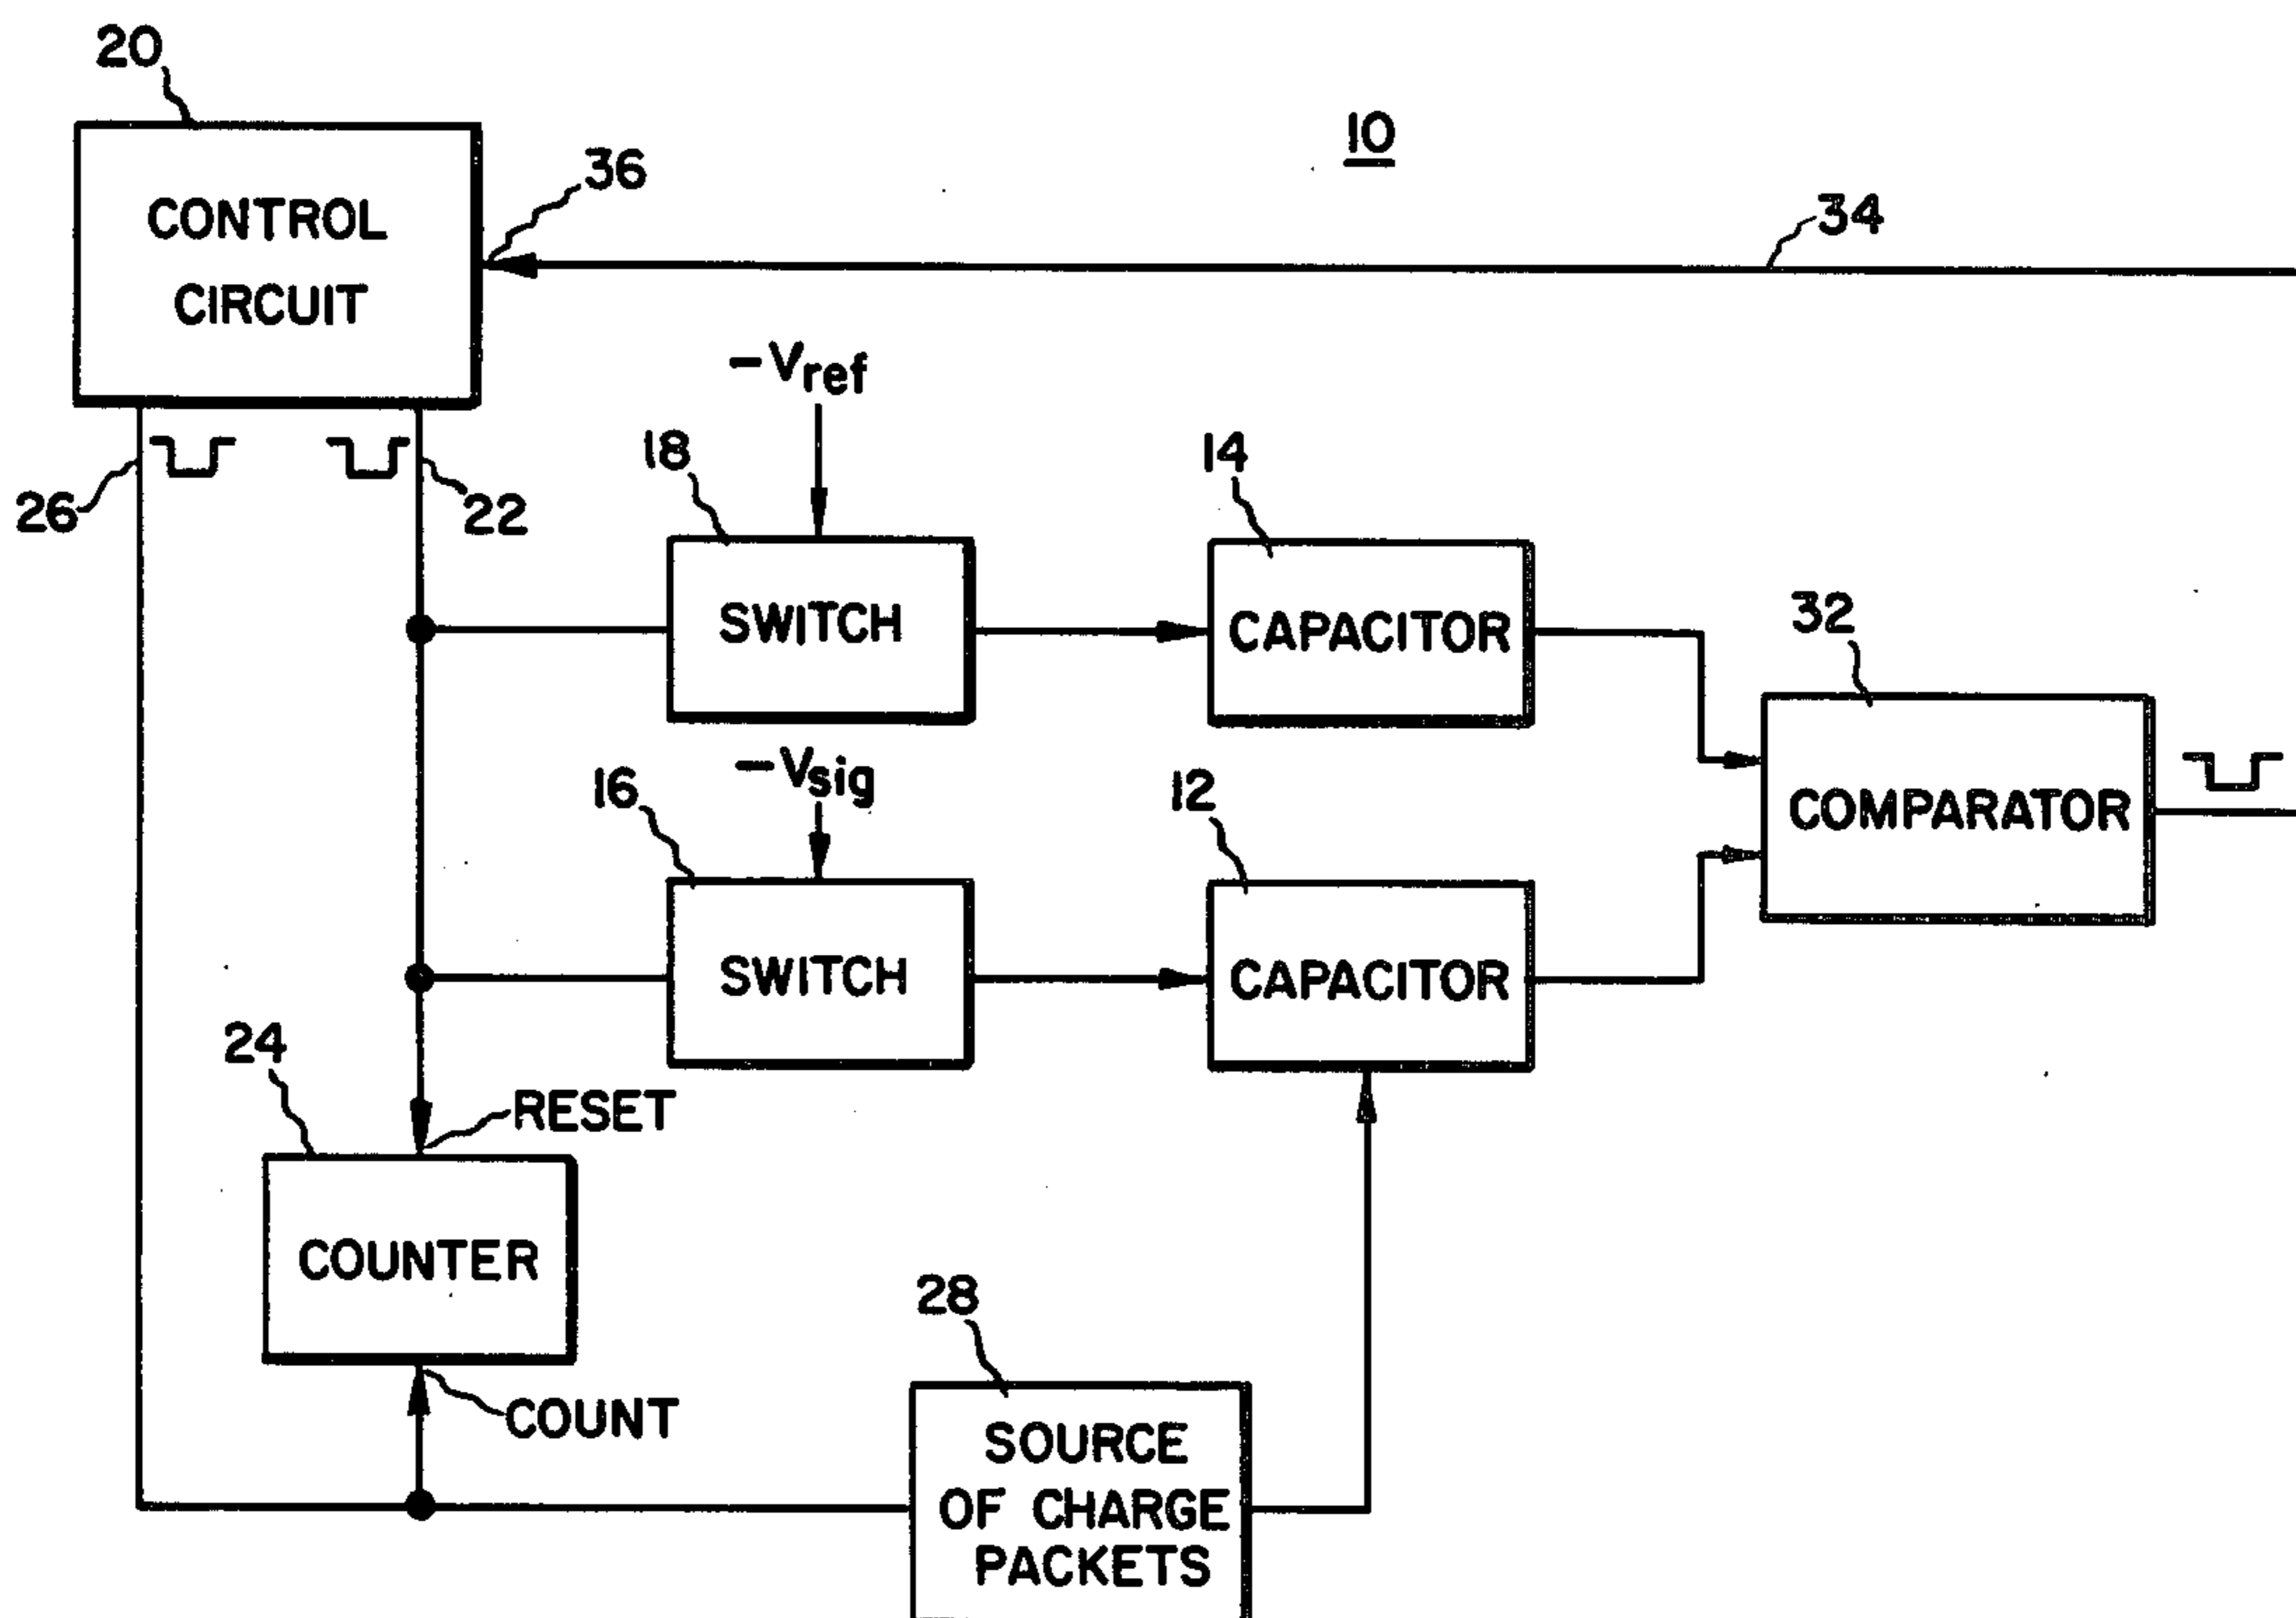 20
10
36
34
CONTROL
CIRCUIT
-Vref
18
14
26
22
32
SWITCH
CAPACITOR
-Vsig
16
12
COMPARATOR
SWITCH
CAPACITOR
24
RESET
COUNTER
28
COUNT
SOURCE
OF CHARGE
PACKETS